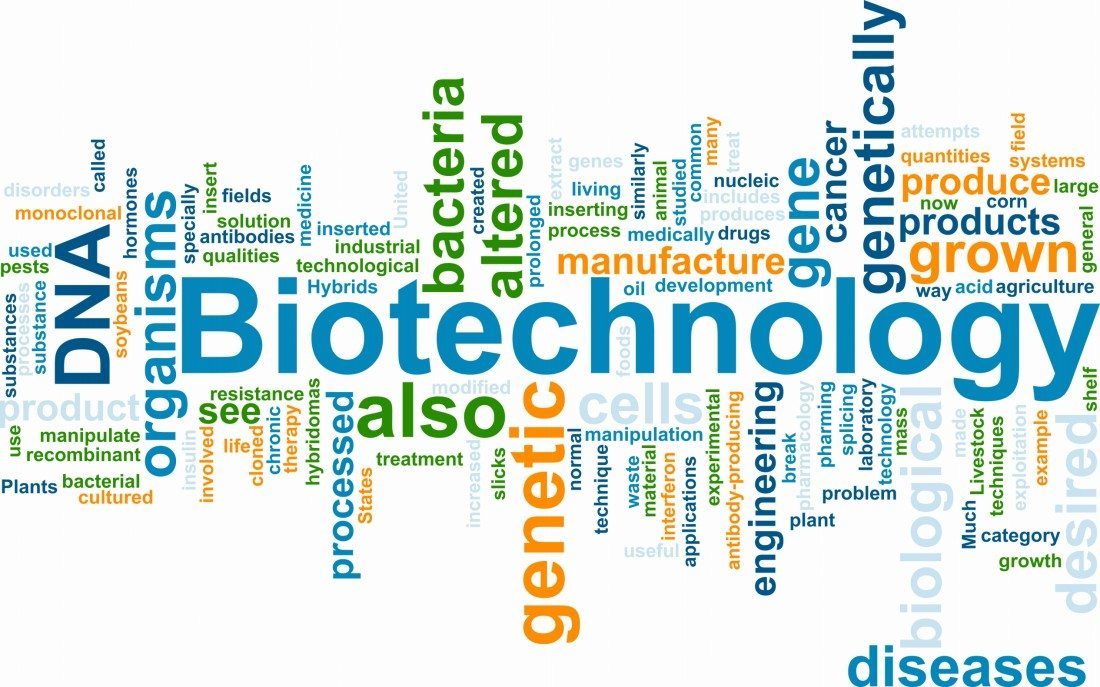 genetically
bacteria
altered
attempts
field
quantities
systems
produce
large
now
corn
products
general
grown
way
acid
agriculture
called
disorders
monoclonal
hormones
used
pests
DNA
substances
processes
substance
soybeans
organisms
specially
insert
fields
solution
antibodies
qualities
medicine
inserted
industrial
technological
Hybrids
United
created
prolonged
extract
genes
living
inserting
process
similarly
animal
studied
common
many
treat
nucleic
includes
produces
medically
drugs
manufacture
oil
development
gene
cancer
Biotechnology
product
use
manipulate
recombinant
Plants
bacterial
cultured
insulin
involved
resistance
see
life
cloned
chronic
therapy
hybridomas
processed
States
also
modified
treatment
increased
slicks
genetic
foods
cells
normal
manipulation
technique
waste
material
interferon
useful
applications
experimental
antibody-producing
engineering
break
pharmacology
pharming
splicing
laboratory
technology
mass
problem
plant
biological
made
Livestock
techniques
exploitation
example
desired
shelf
Much
category
growth
diseases